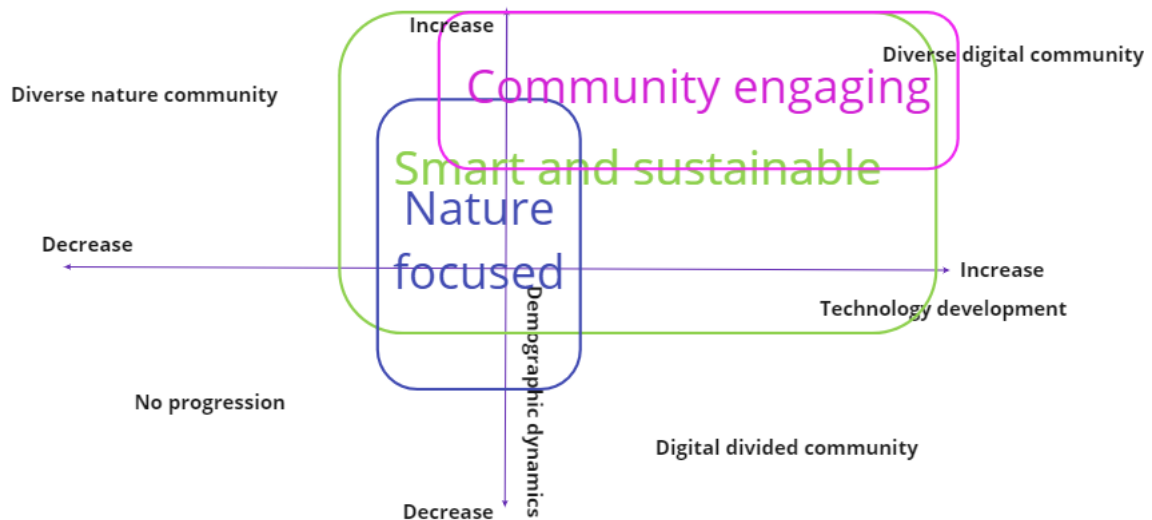 Increase
Diverse digital community
Community engaging
Diverse nature community
Smart and sustainable
Nature
focused
Decrease
Increase
Technology development
Demographic dynamics
No progression
Digital divided community
Decrease